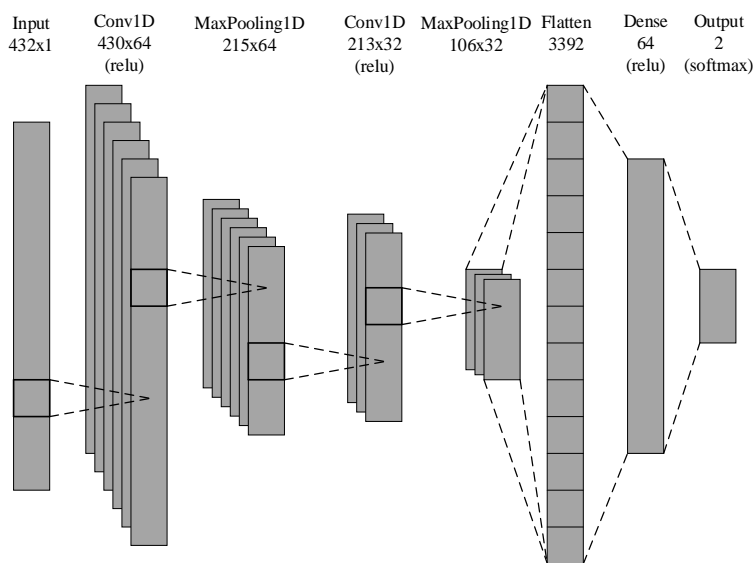 Input
432x1
Conv1D
430x64
(relu)
MaxPooling1D
215x64
Conv1D
213x32
(relu)
MaxPooling1D
106x32
Flatten
3392
Dense
64
(relu)
Output
2
(softmax)